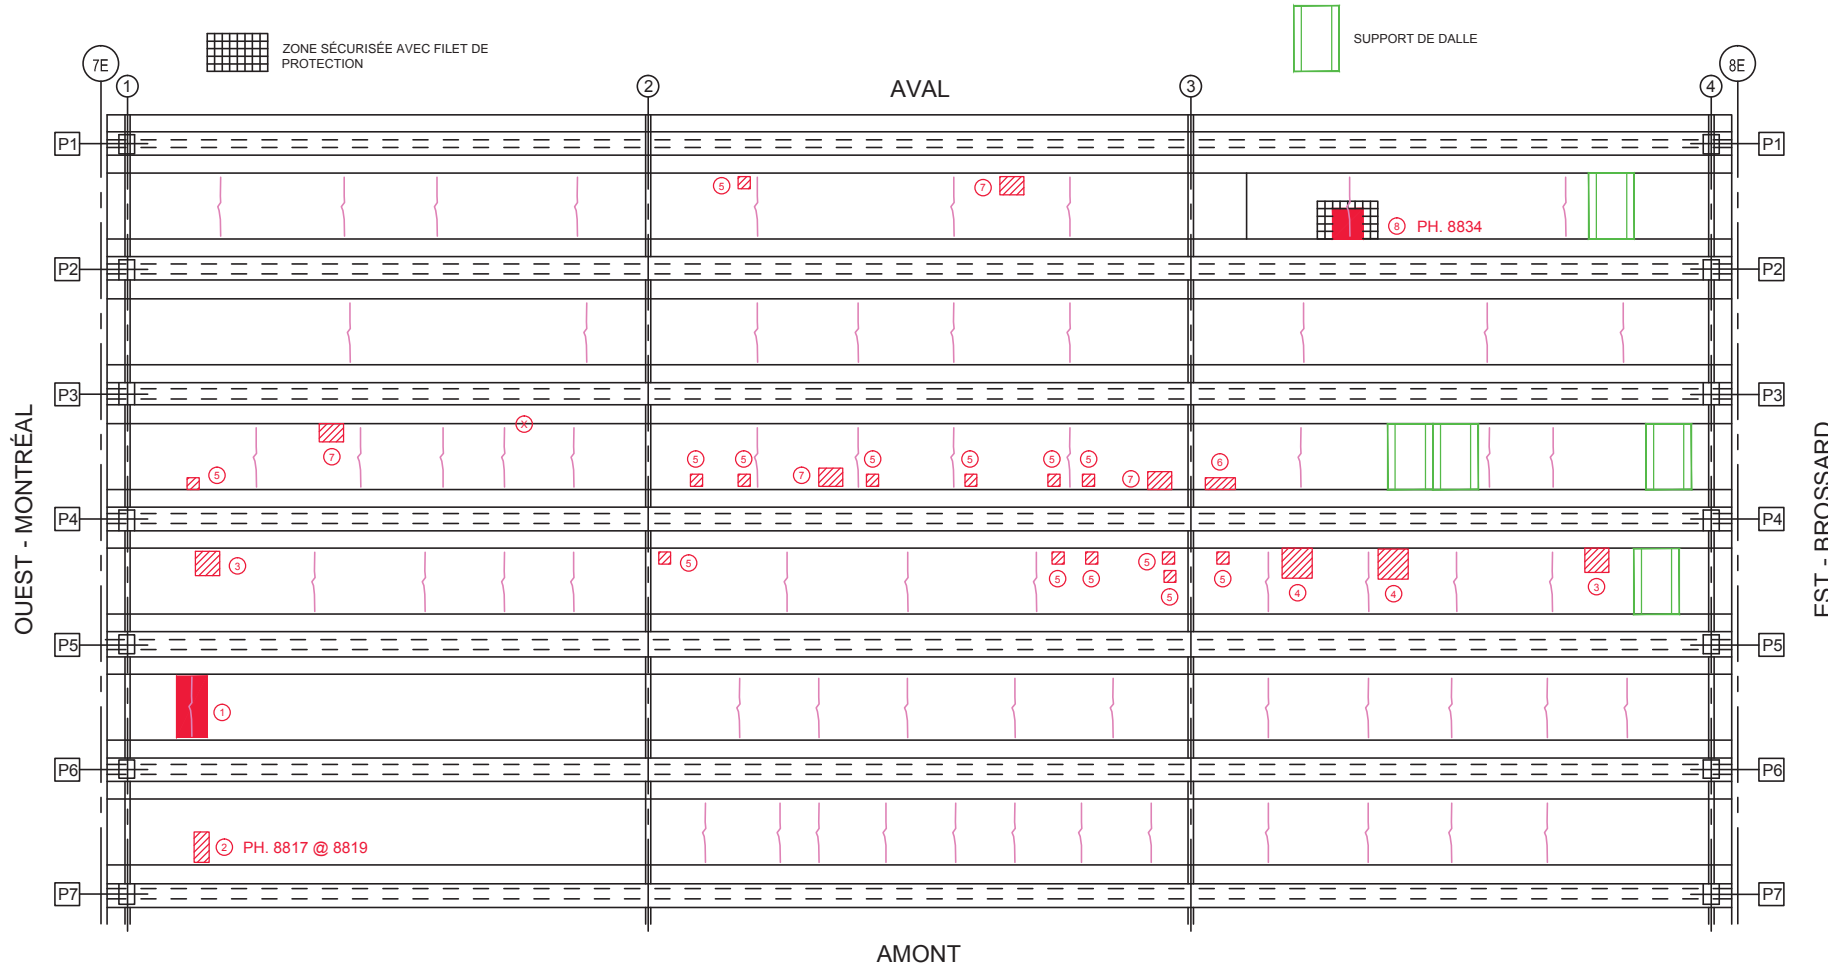 ZONE SÉCURISÉE AVEC FILET DE
PROTECTION
SUPPORT DE DALLE
7E
8E
1
2
AVAL
3
4
P1
P1
5
7
8 PH. 8834
P2
P2
P3
P3
X
7
5
5
5
7
5
5
5
5
7
6
P4
P4
OUEST - MONTRÉAL
EST - BROSSARD
3
5
5
5
5
5
5
4
4
3
P5
P5
1
P6
P6
2 PH. 8817 @ 8819
P7
P7
AMONT